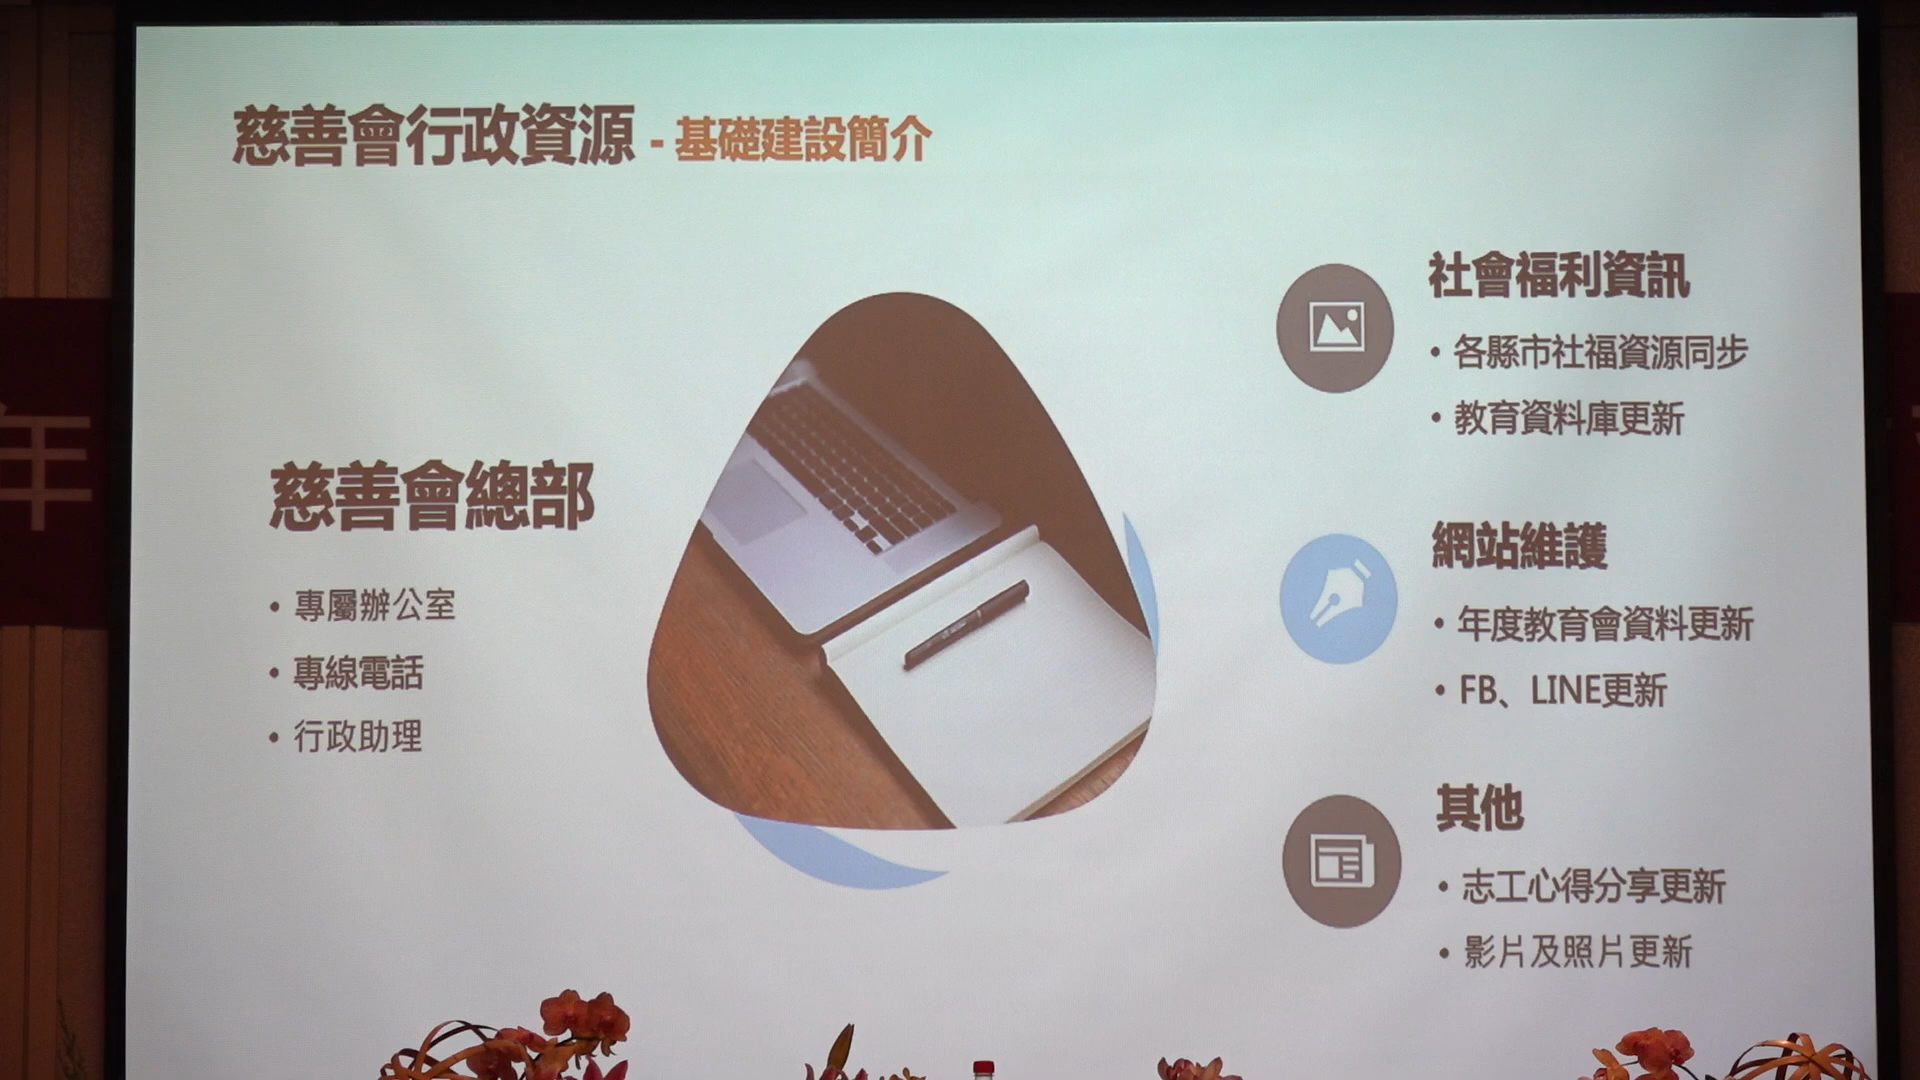 慈善會行政資源 - 基礎建設簡介
慈善會總部
• 專屬辦公室
• 專線電話
• 行政助理
社會福利資訊
• 各縣市社福資源同步
• 教育資料庫更新
網站維護
• 年度教育會資料更新
• FB、LINE更新
其他
• 志工心得分享更新
• 影片及照片更新
年